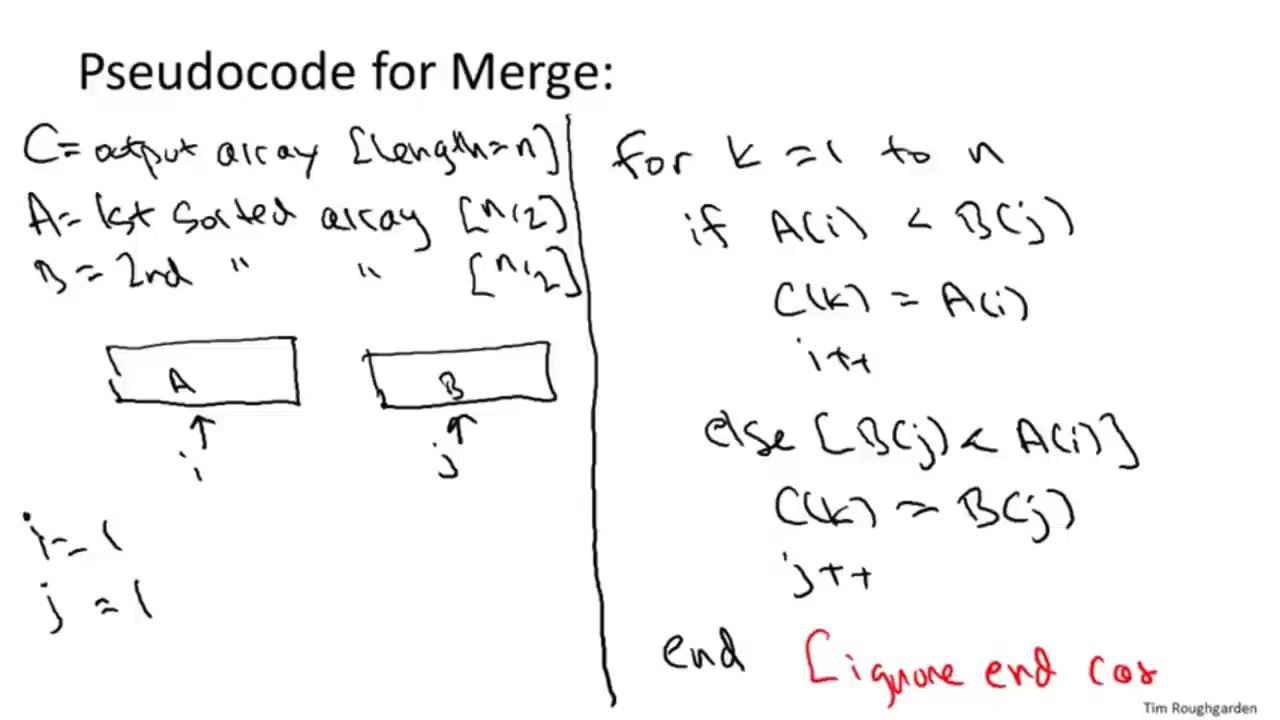 Pseudocode for Merge:
C = output array [length = n]
A = 1st sorted array [n/2]
B = 2nd " " [n/2]
A
B
i
j
i = 1
j = 1
for k = 1 to n
if A(i) < B(j)
C(k) = A(i)
i++
else [B(j) < A(i)]
C(k) = B(j)
j++
end [ignore end cas
Tim Roughgarden